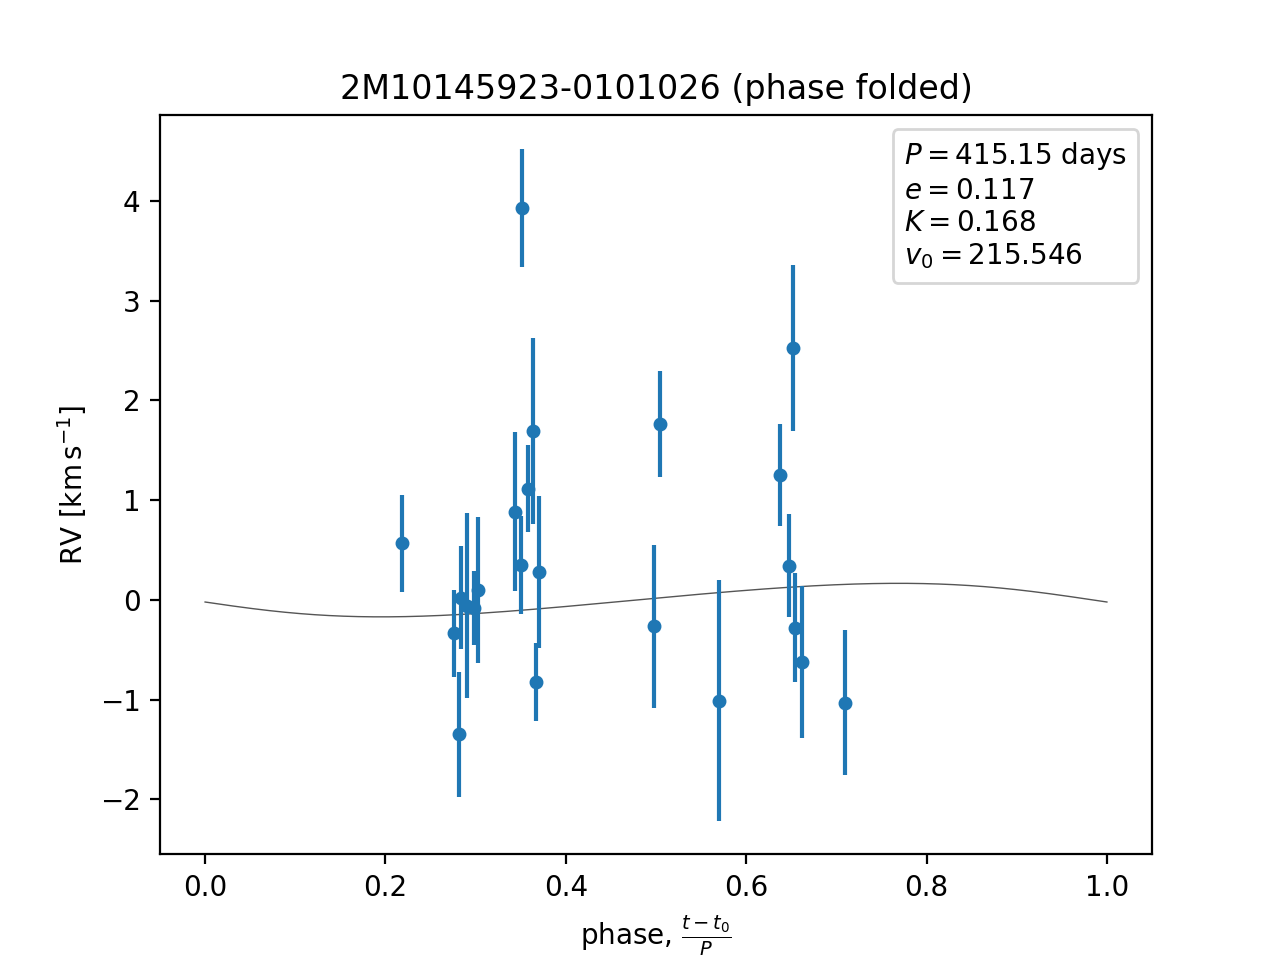 2M10145923-0101026 (phase folded)
P = 415.15 days
e = 0.117
K = 0.168
v₀ = 215.546
RV [km s⁻¹]
4
3
2
1
0
−1
−2
0.0 0.2 0.4 0.6 0.8 1.0
phase, (t − t₀)/P